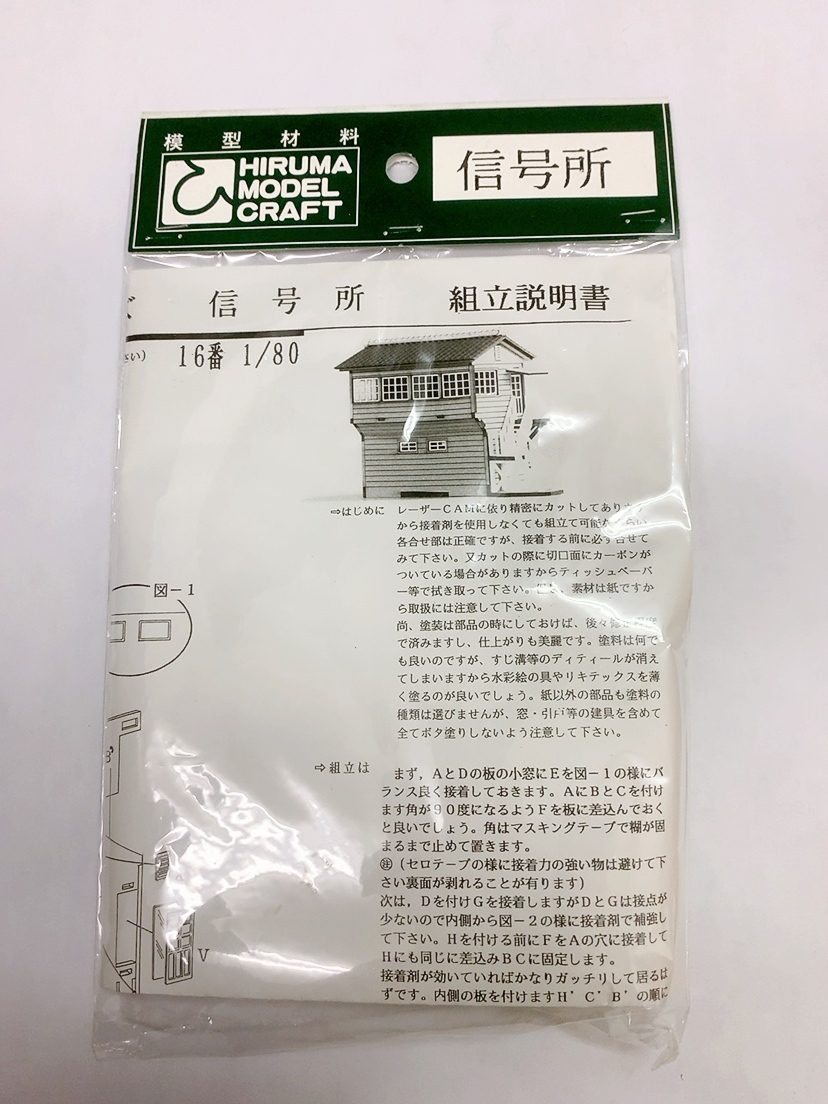 模型材料
ひ HIRUMA
MODEL
CRAFT
信号所
信号所 組立説明書
さい)
16番 1/80
⇨はじめに レーザーCAMに依り精密にカットしてあります
から接着剤を使用しなくても組立て可能なくらい
各合せ部は正確ですが、接着する前に必ず合せて
みて下さい。又カットの際に切口面にカーボンが
ついている場合がありますからティッシュペーパ
ー等で拭き取って下さい。 素材は紙ですか
ら取扱には注意して下さい。
尚、塗装は部品の時にしておけば、後々修正程度
で済みますし、仕上がりも美麗です。塗料は何で
も良いのですが、すじ溝等のディティールが消え
てしまいますから水彩絵の具やリキテックスを薄
く塗るのが良いでしょう。紙以外の部品も塗料の
種類は選びませんが、窓・引戸等の建具を含めて
全てボタ塗りしないよう注意して下さい。
図−1
⇨組立は まず，AとDの板の小窓にEを図−1の様にバ
ランス良く接着しておきます。AにBとCを付け
ます角が90度になるようFを板に差込んでおく
と良いでしょう。角はマスキングテープで糊が固
まるまで止めて置きます。
㊟(セロテープの様に接着力の強い物は避けて下
さい裏面が剥れることが有ります)
次は，Dを付けGを接着しますがDとGは接点が
少ないので内側から図−2の様に接着剤で補強し
て下さい。Hを付ける前にFをAの穴に接着して
Hにも同じに差込みBCに固定します。
接着剤が効いていればかなりガッチリして居るは
ずです。内側の板を付けますH' C' B' の順に
B'
V